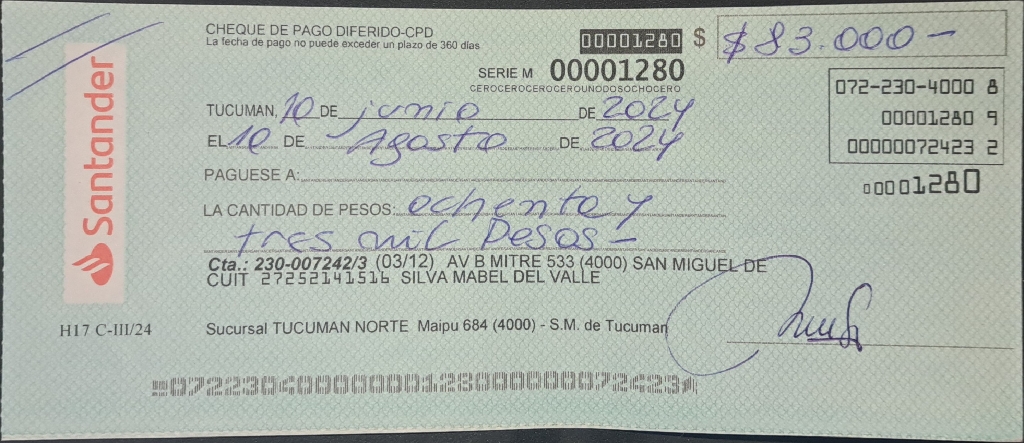 CHEQUE DE PAGO DIFERIDO-CPD
La fecha de pago no puede exceder un plazo de 360 días
00001280 $ $ 83.000 -
SERIE M 00001280
CEROCEROCEROCEROUNODOSOCHOCERO
072-230-4000 8
00001280 9
00000072423 2
00001280
TUCUMAN, 10 DE junio DE 2024
EL 10 DE Agosto DE 2024
PAGUESE A:
LA CANTIDAD DE PESOS: ochenta y
tres mil Pesos -
Santander
Cta.: 230-007242/3 (03/12) AV B MITRE 533 (4000) SAN MIGUEL DE
CUIT 27252141516 SILVA MABEL DEL VALLE
H17 C-III/24
Sucursal TUCUMAN NORTE Maipu 684 (4000) - S.M. de Tucuman